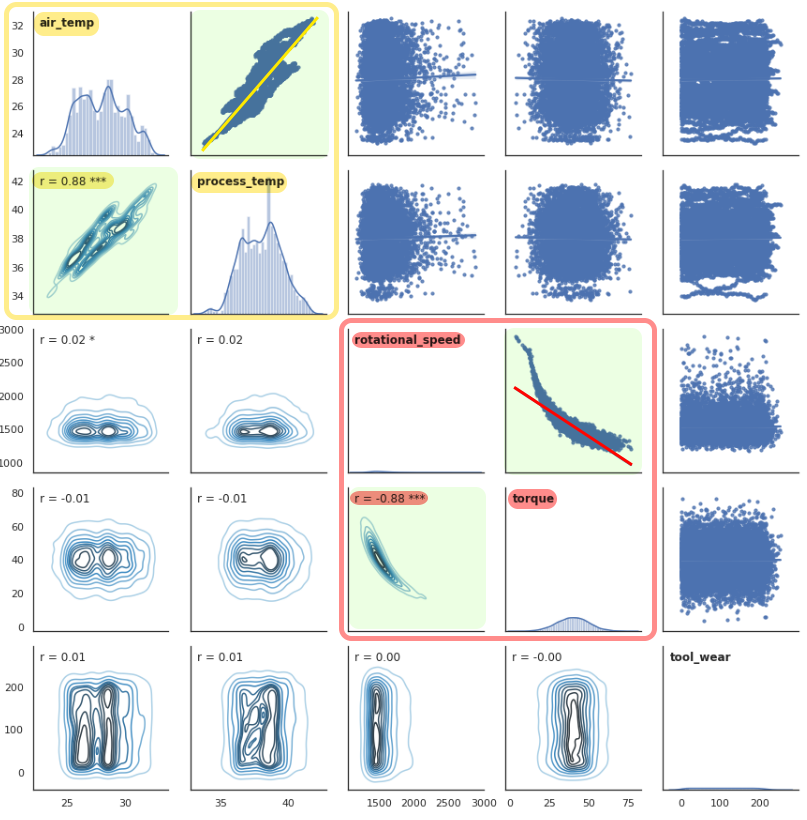 air_temp
32
30
28
26
24
r = 0.88 ***
process_temp
42
40
38
36
34
r = 0.02 *
r = 0.02
rotational_speed
3000
2500
2000
1500
1000
r = -0.01
r = -0.01
r = -0.88 ***
torque
80
60
40
20
0
r = 0.01
r = 0.01
r = 0.00
r = -0.00
tool_wear
200
100
0
25 30 35 40 1500 2000 2500 3000 0 25 50 75 0 100 200